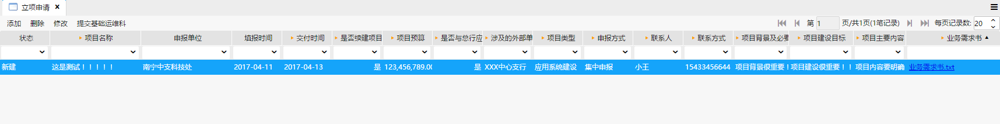 立项申请 ×
添加 删除 修改 提交基础运维科 第 1 页/共1页(1笔记录) 每页记录数: 20
状态 项目名称 申报单位 填报时间 交付时间 是否续建项目 项目预算 是否与总行应 涉及的外部单 项目类型 申报方式 联系人 联系方式 项目背景及必要 项目建设目标 项目主要内容 业务需求书
新建 这是测试！！！！！ 南宁中支科技处 2017-04-11 2017-04-13 是 123,456,789.00 是 XXX中心支行 应用系统建设 集中申报 小王 15433456644 项目背景很重要！ 项目建设很重要！！ 项目内容要明确 业务需求书.txt